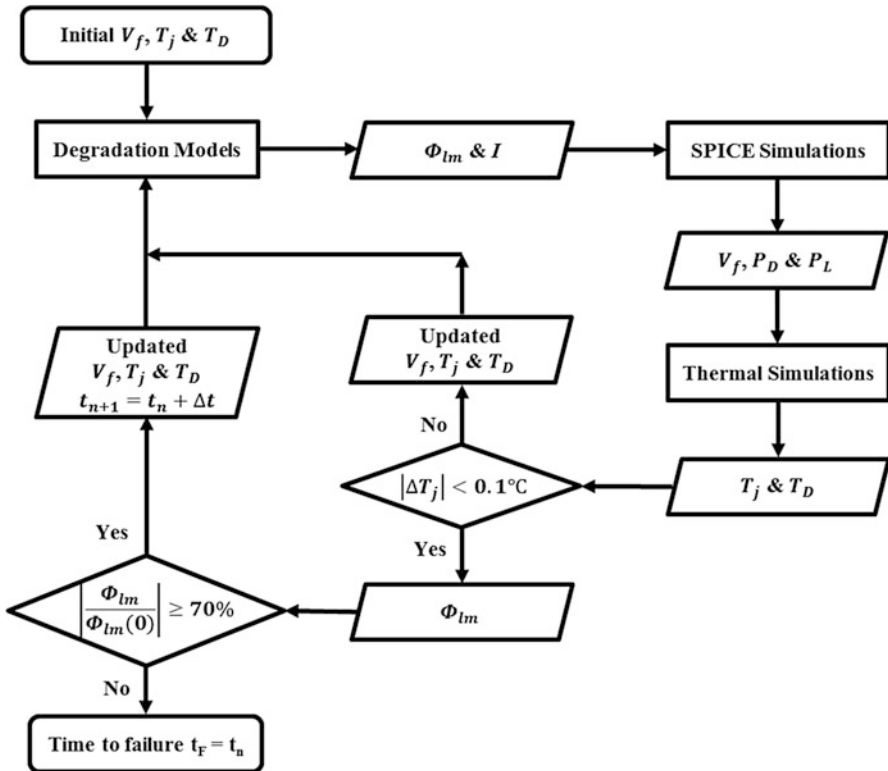 Initial V_f, T_j & T_D
Degradation Models
Φ_lm & I
SPICE Simulations
V_f, P_D & P_L
Thermal Simulations
T_j & T_D
|ΔT_j| < 0.1°C
No
Updated
V_f, T_j & T_D
Yes
Φ_lm
|Φ_lm / Φ_lm(0)| ≥ 70%
Yes
Updated
V_f, T_j & T_D
t_{n+1} = t_n + Δt
No
Time to failure t_F = t_n